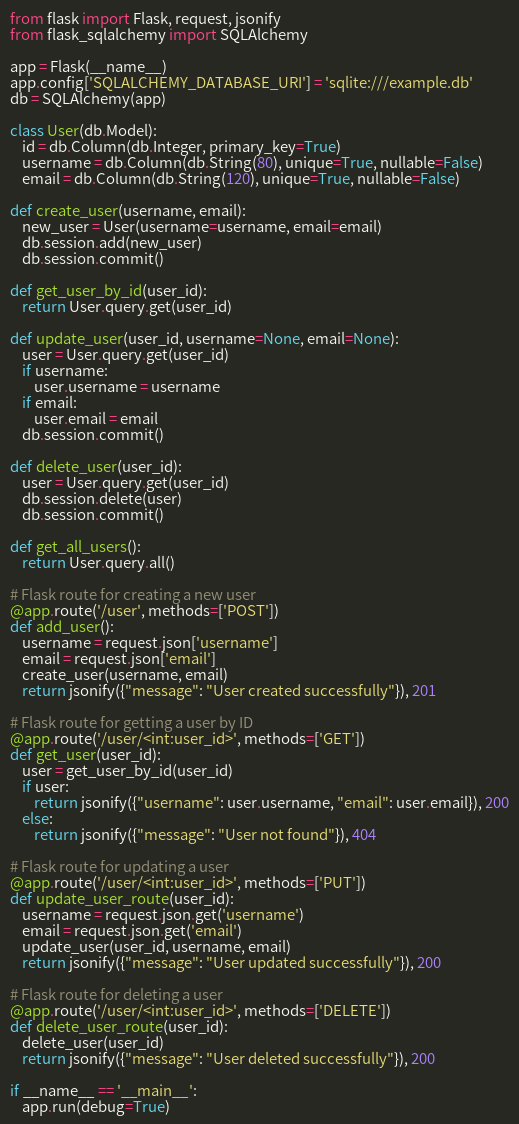 from flask import Flask, request, jsonify
from flask_sqlalchemy import SQLAlchemy

app = Flask(__name__)
app.config['SQLALCHEMY_DATABASE_URI'] = 'sqlite:///example.db'
db = SQLAlchemy(app)

class User(db.Model):
    id = db.Column(db.Integer, primary_key=True)
    username = db.Column(db.String(80), unique=True, nullable=False)
    email = db.Column(db.String(120), unique=True, nullable=False)

def create_user(username, email):
    new_user = User(username=username, email=email)
    db.session.add(new_user)
    db.session.commit()

def get_user_by_id(user_id):
    return User.query.get(user_id)

def update_user(user_id, username=None, email=None):
    user = User.query.get(user_id)
    if username:
        user.username = username
    if email:
        user.email = email
    db.session.commit()

def delete_user(user_id):
    user = User.query.get(user_id)
    db.session.delete(user)
    db.session.commit()

def get_all_users():
    return User.query.all()

# Flask route for creating a new user
@app.route('/user', methods=['POST'])
def add_user():
    username = request.json['username']
    email = request.json['email']
    create_user(username, email)
    return jsonify({"message": "User created successfully"}), 201

# Flask route for getting a user by ID
@app.route('/user/<int:user_id>', methods=['GET'])
def get_user(user_id):
    user = get_user_by_id(user_id)
    if user:
        return jsonify({"username": user.username, "email": user.email}), 200
    else:
        return jsonify({"message": "User not found"}), 404

# Flask route for updating a user
@app.route('/user/<int:user_id>', methods=['PUT'])
def update_user_route(user_id):
    username = request.json.get('username')
    email = request.json.get('email')
    update_user(user_id, username, email)
    return jsonify({"message": "User updated successfully"}), 200

# Flask route for deleting a user
@app.route('/user/<int:user_id>', methods=['DELETE'])
def delete_user_route(user_id):
    delete_user(user_id)
    return jsonify({"message": "User deleted successfully"}), 200

if __name__ == '__main__':
    app.run(debug=True)